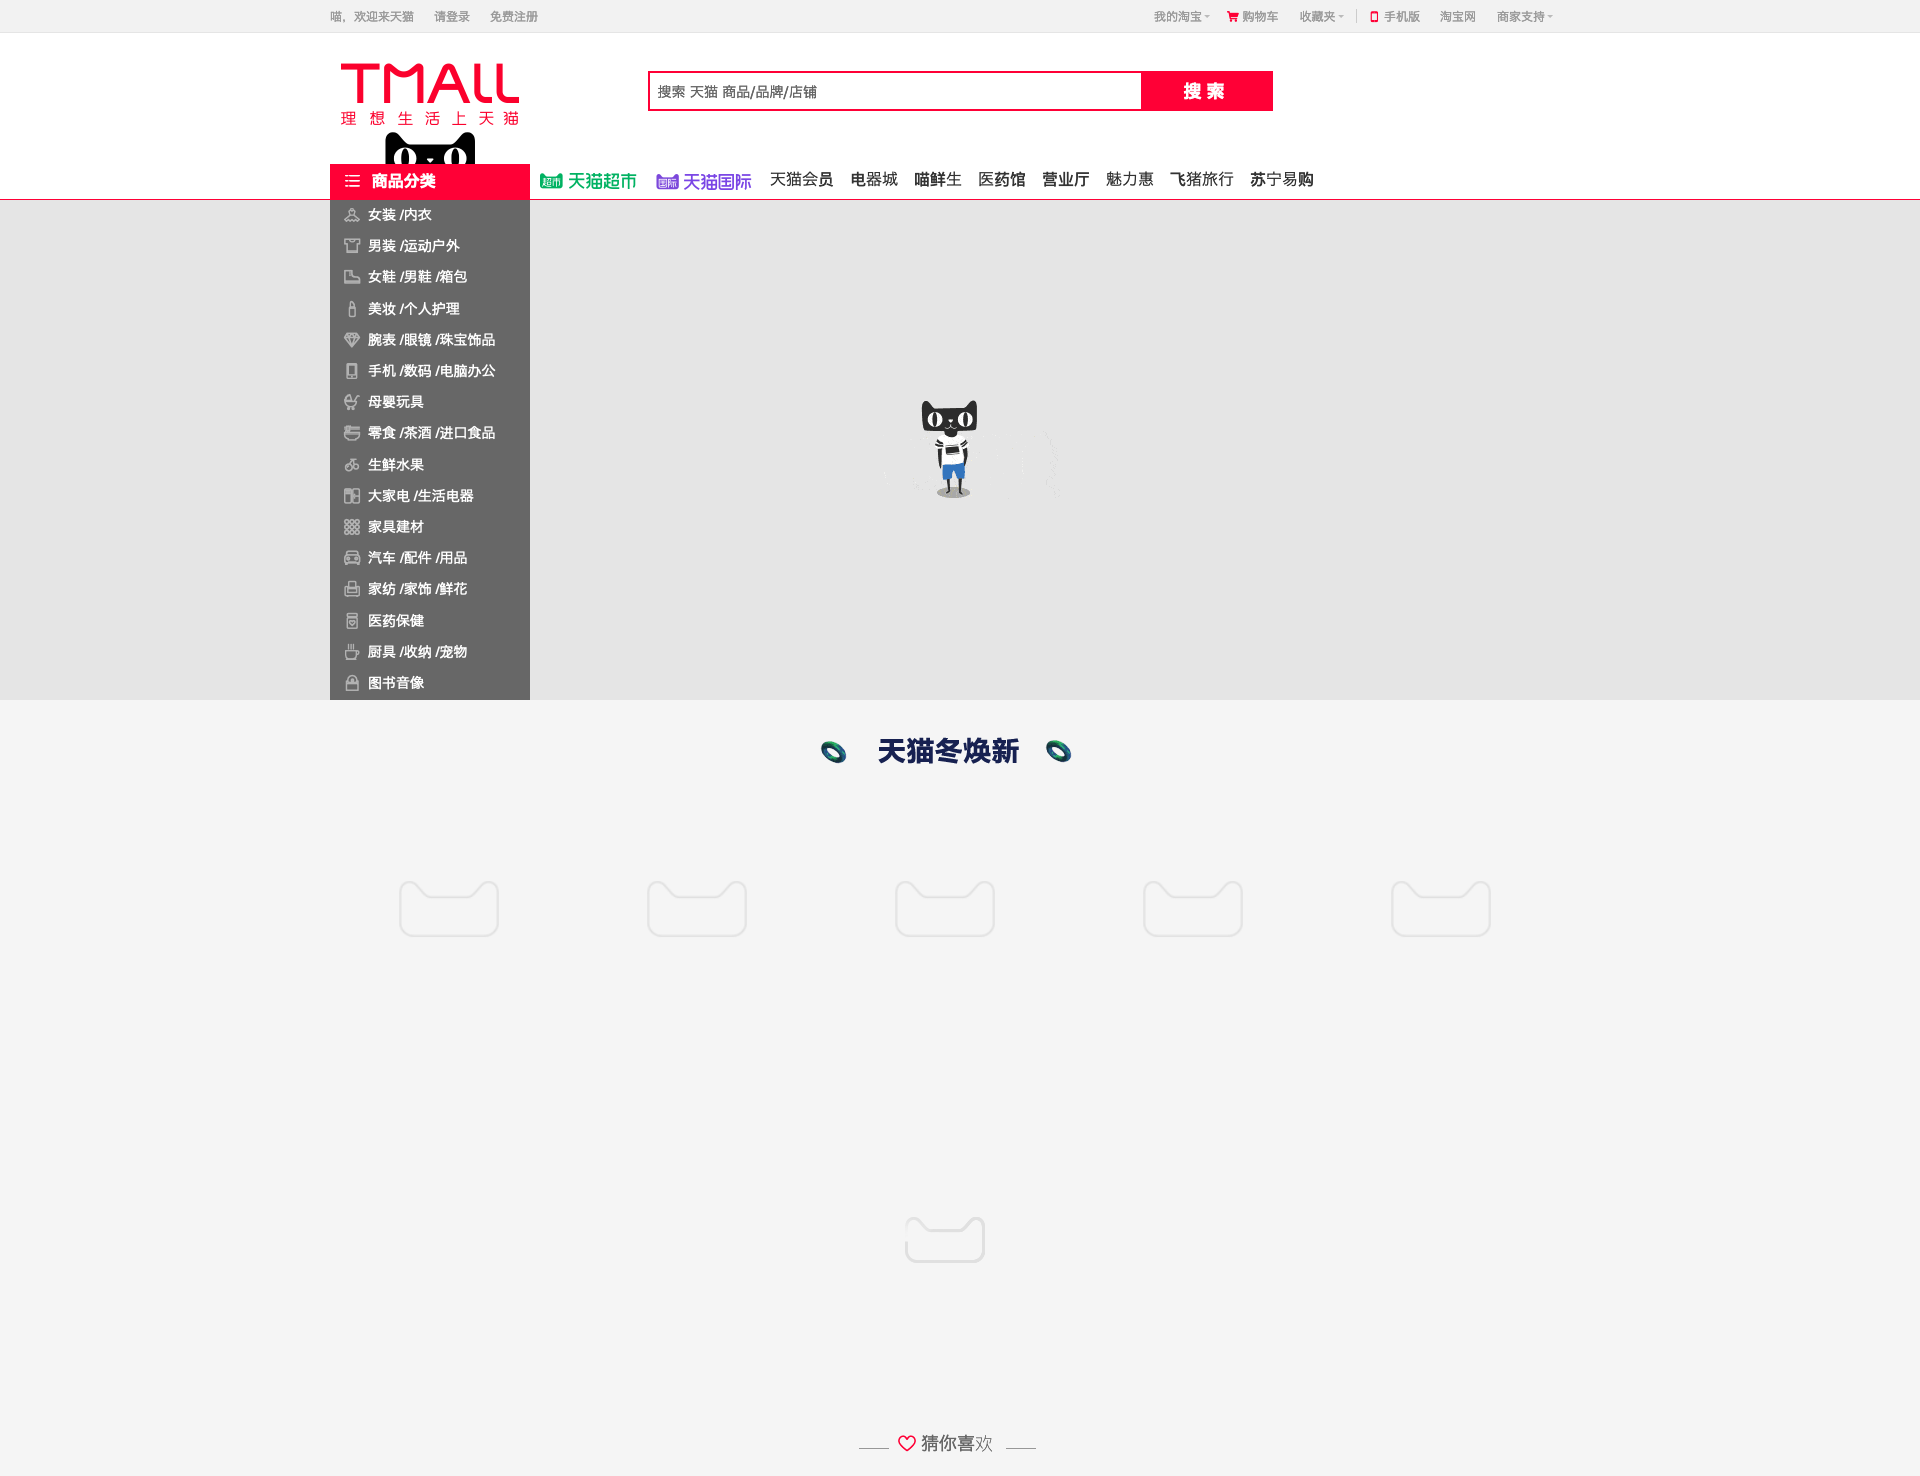 喵，欢迎来天猫 请登录 免费注册 我的淘宝 购物车 收藏夹 手机版 淘宝网 商家支持
TMALL
理想生活上天猫
搜索 天猫 商品/品牌/店铺 搜 索
商品分类 超市 天猫超市 国际 天猫国际 天猫会员 电器城 喵鲜生 医药馆 营业厅 魅力惠 飞猪旅行 苏宁易购
女装 /内衣
男装 /运动户外
女鞋 /男鞋 /箱包
美妆 /个人护理
腕表 /眼镜 /珠宝饰品
手机 /数码 /电脑办公
母婴玩具
零食 /茶酒 /进口食品
生鲜水果
大家电 /生活电器
家具建材
汽车 /配件 /用品
家纺 /家饰 /鲜花
医药保健
厨具 /收纳 /宠物
图书音像
天猫冬焕新
猜你喜欢